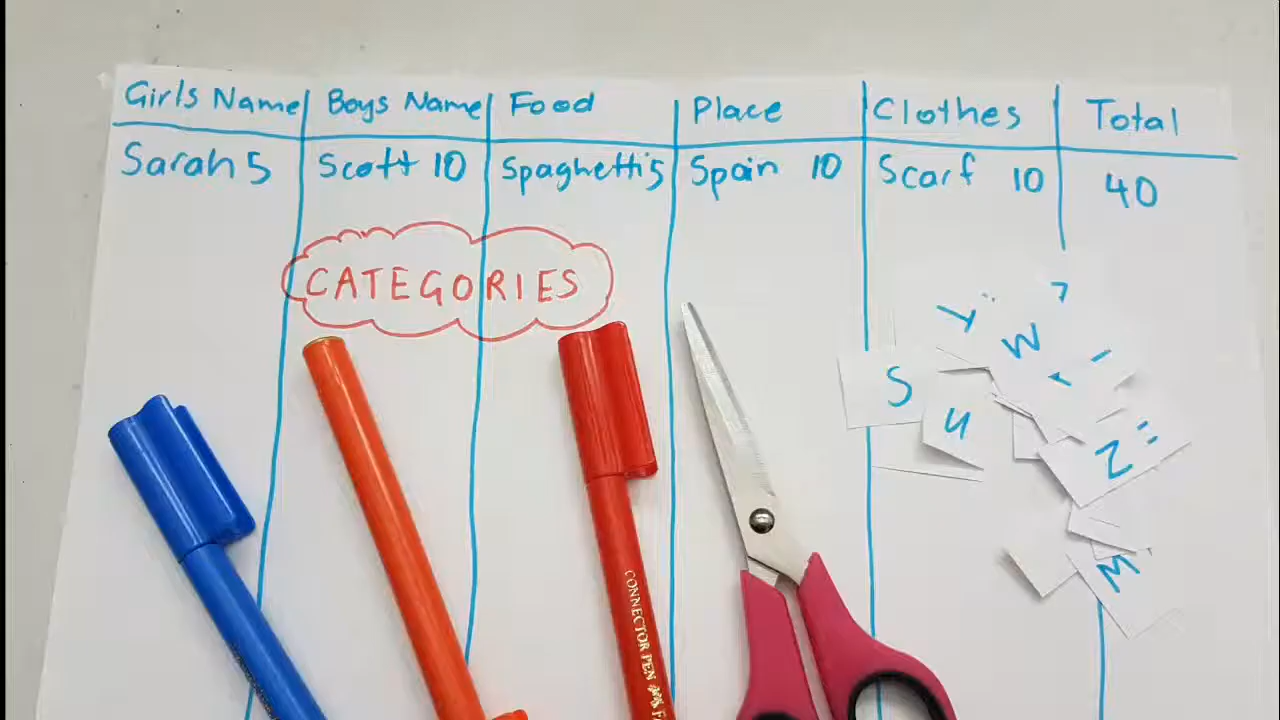 Girls Name Boys Name Food Place Clothes Total
Sarah 5 Scott 10 Spaghetti 5 Spain 10 Scarf 10 40
CATEGORIES
Y
W
S
u
Z
M
CONNECTOR PEN